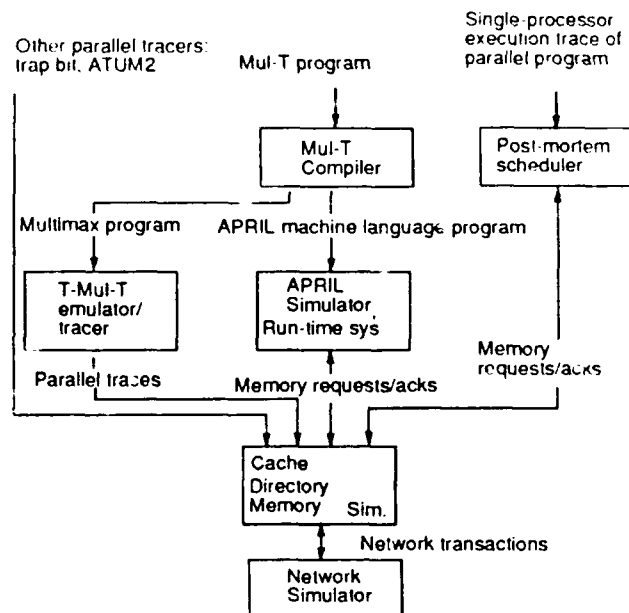 Other parallel tracers:
trap bit, ATUM2
Mul-T program
Single-processor
execution trace of
parallel program
Mul-T
Compiler
Post-mortem
scheduler
Multimax program
APRIL machine language program
T-Mul-T
emulator/
tracer
APRIL
Simulator
Run-time sys
Parallel traces
Memory requests/acks
Memory
requests/acks
Cache
Directory
Memory Sim.
Network transactions
Network
Simulator